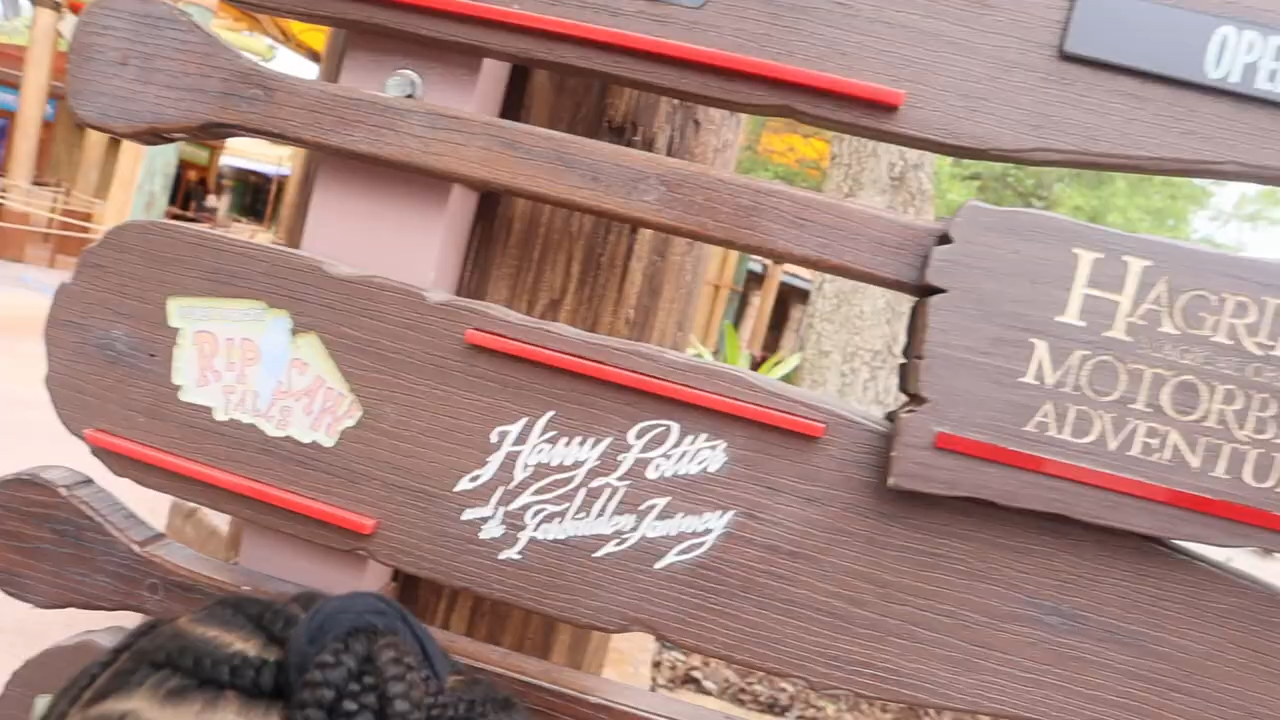 OPE
RIP SAW
FALLS
Harry Potter
and the Forbidden Journey
HAGRI
MOTORB
ADVENTU